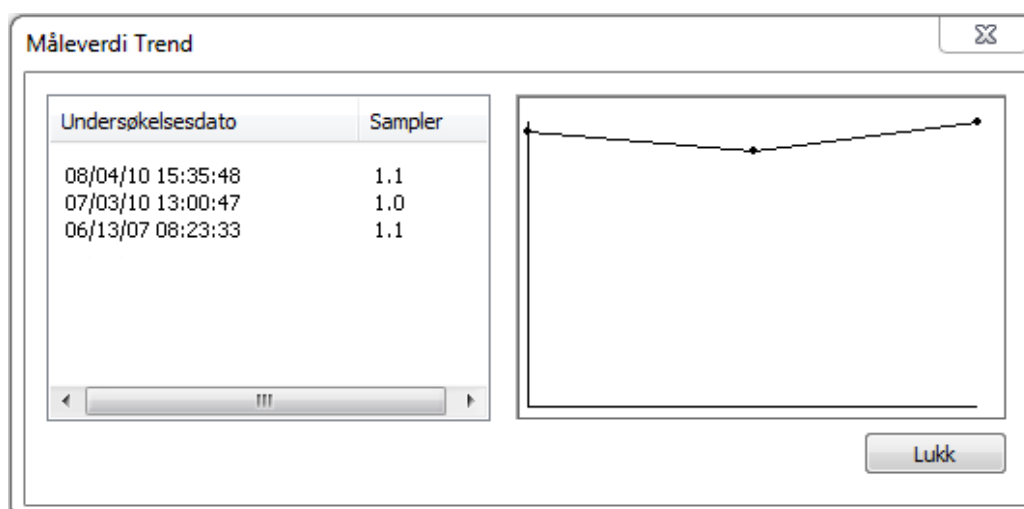 Måleverdi Trend
Undersøkelsesdato Sampler
08/04/10 15:35:48 1.1
07/03/10 13:00:47 1.0
06/13/07 08:23:33 1.1
Lukk